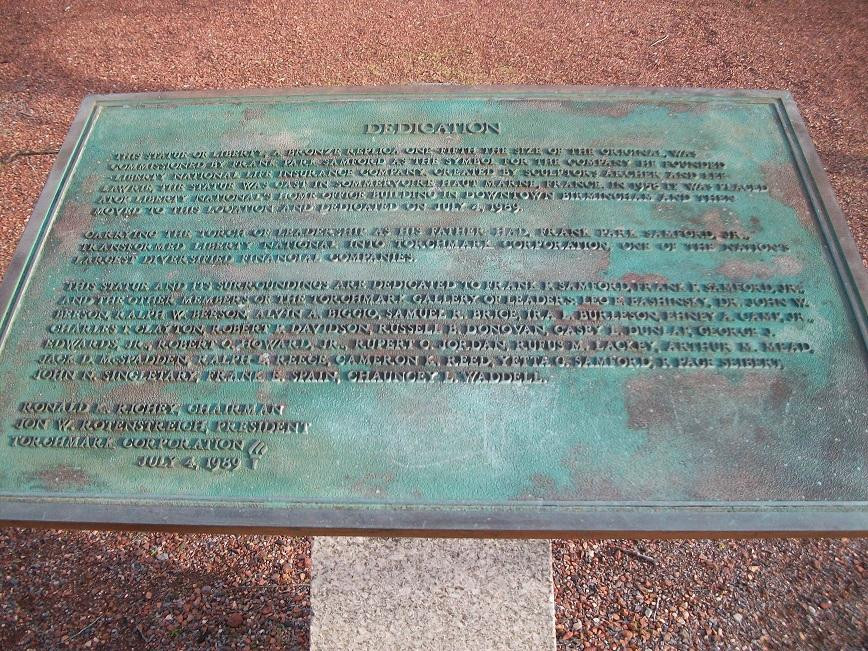 DEDICATION
THIS STATUE OF LIBERTY, A BRONZE REPLICA ONE-FIFTH THE SIZE OF THE ORIGINAL, WAS
COMMISSIONED BY FRANK PARK SAMFORD AS THE SYMBOL FOR THE COMPANY HE FOUNDED
LIBERTY NATIONAL LIFE INSURANCE COMPANY. CREATED BY SCULPTORS ARCHER AND LEE
LAWRIE, THE STATUE WAS CAST IN SOMMEVOIRE HAUTE MARNE FRANCE. IN 1956 IT WAS PLACED
ATOP LIBERTY NATIONAL'S HOME OFFICE BUILDING IN DOWNTOWN BIRMINGHAM AND THEN
MOVED TO THIS LOCATION AND DEDICATED ON JULY 4, 1989.
CARRYING THE TORCH OF LEADERSHIP AS HIS FATHER HAD, FRANK PARK SAMFORD, JR.,
TRANSFORMED LIBERTY NATIONAL INTO TORCHMARK CORPORATION, ONE OF THE NATION'S
LARGEST DIVERSIFIED FINANCIAL COMPANIES.
THIS STATUE AND ITS SURROUNDINGS ARE DEDICATED TO FRANK P. SAMFORD, FRANK P. SAMFORD, JR.,
AND THE OTHER MEMBERS OF THE TORCHMARK GALLERY OF LEADERS: LEO E. BASHINSKY, DR. JOHN W.
BEESON, RALPH W. BEESON, ALVIN A. BIGGIO, SAMUEL H. BRICE, BURLESON, EHNEY A. CAMP, JR.,
CHARLES W. CLAYTON, ROBERT P. DAVIDSON, RUSSELL H. DONOVAN, CASEY DUNLAP, GEORGE F.
EDWARDS, JR., ROBERT O. HOWARD, JR., RUPERT O. JORDAN, RUFUS M. LACKEY, ARTHUR M. MEAD,
JACK D. McSPADDEN, RALPH REECE, CAMERON REED, YETTA G. SAMFORD, F. PAGE SEIBERT,
JOHN N. SINGLETARY, FRANK E. SPAIN, CHAUNCEY L. WADDELL.
RONALD K. RICHEY, CHAIRMAN
JON W. ROTENSTREICH, PRESIDENT
TORCHMARK CORPORATION
JULY 4, 1989